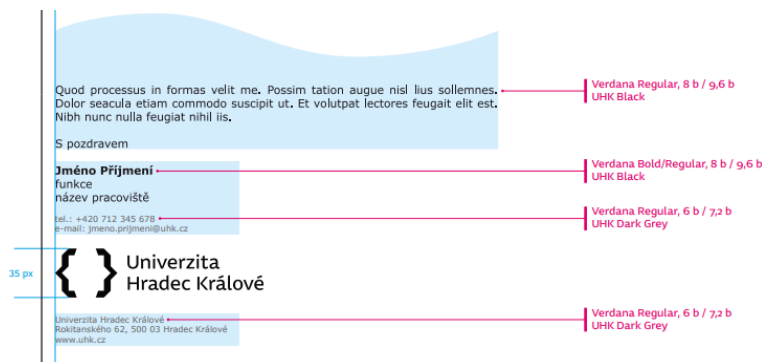 Quod processus in formas velit me. Possim tation augue nisl lius sollemnes.
Dolor seacula etiam commodo suscipit ut. Et volutpat lectores feugait elit est.
Nibh nunc nulla feugiat nihil iis.
S pozdravem
Jméno Příjmení
funkce
název pracoviště
tel.: +420 712 345 678
e-mail: jmeno.prijmeni@uhk.cz
35 px
{ } Univerzita
Hradec Králové
Univerzita Hradec Králové
Rokitanského 62, 500 03 Hradec Králové
www.uhk.cz
Verdana Regular, 8 b / 9,6 b
UHK Black
Verdana Bold/Regular, 8 b / 9,6 b
UHK Black
Verdana Regular, 6 b / 7,2 b
UHK Dark Grey
Verdana Regular, 6 b / 7,2 b
UHK Dark Grey